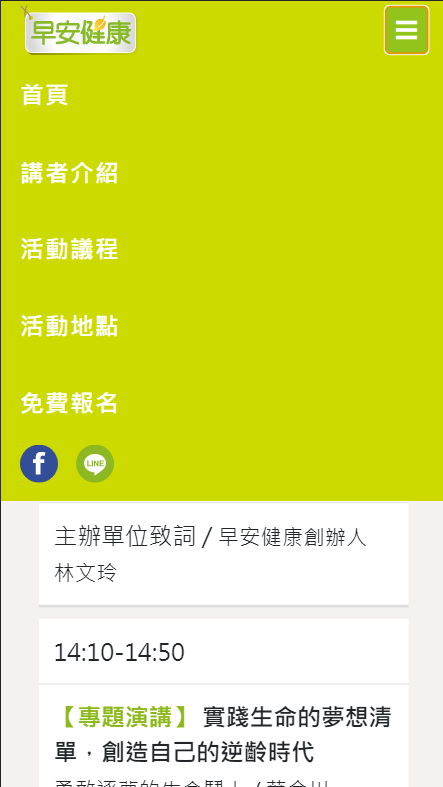 早安健康
首頁
講者介紹
活動議程
活動地點
免費報名
f
LINE
主辦單位致詞 / 早安健康創辦人
林文玲
14:10-14:50
【專題演講】 實踐生命的夢想清
單，創造自己的逆齡時代